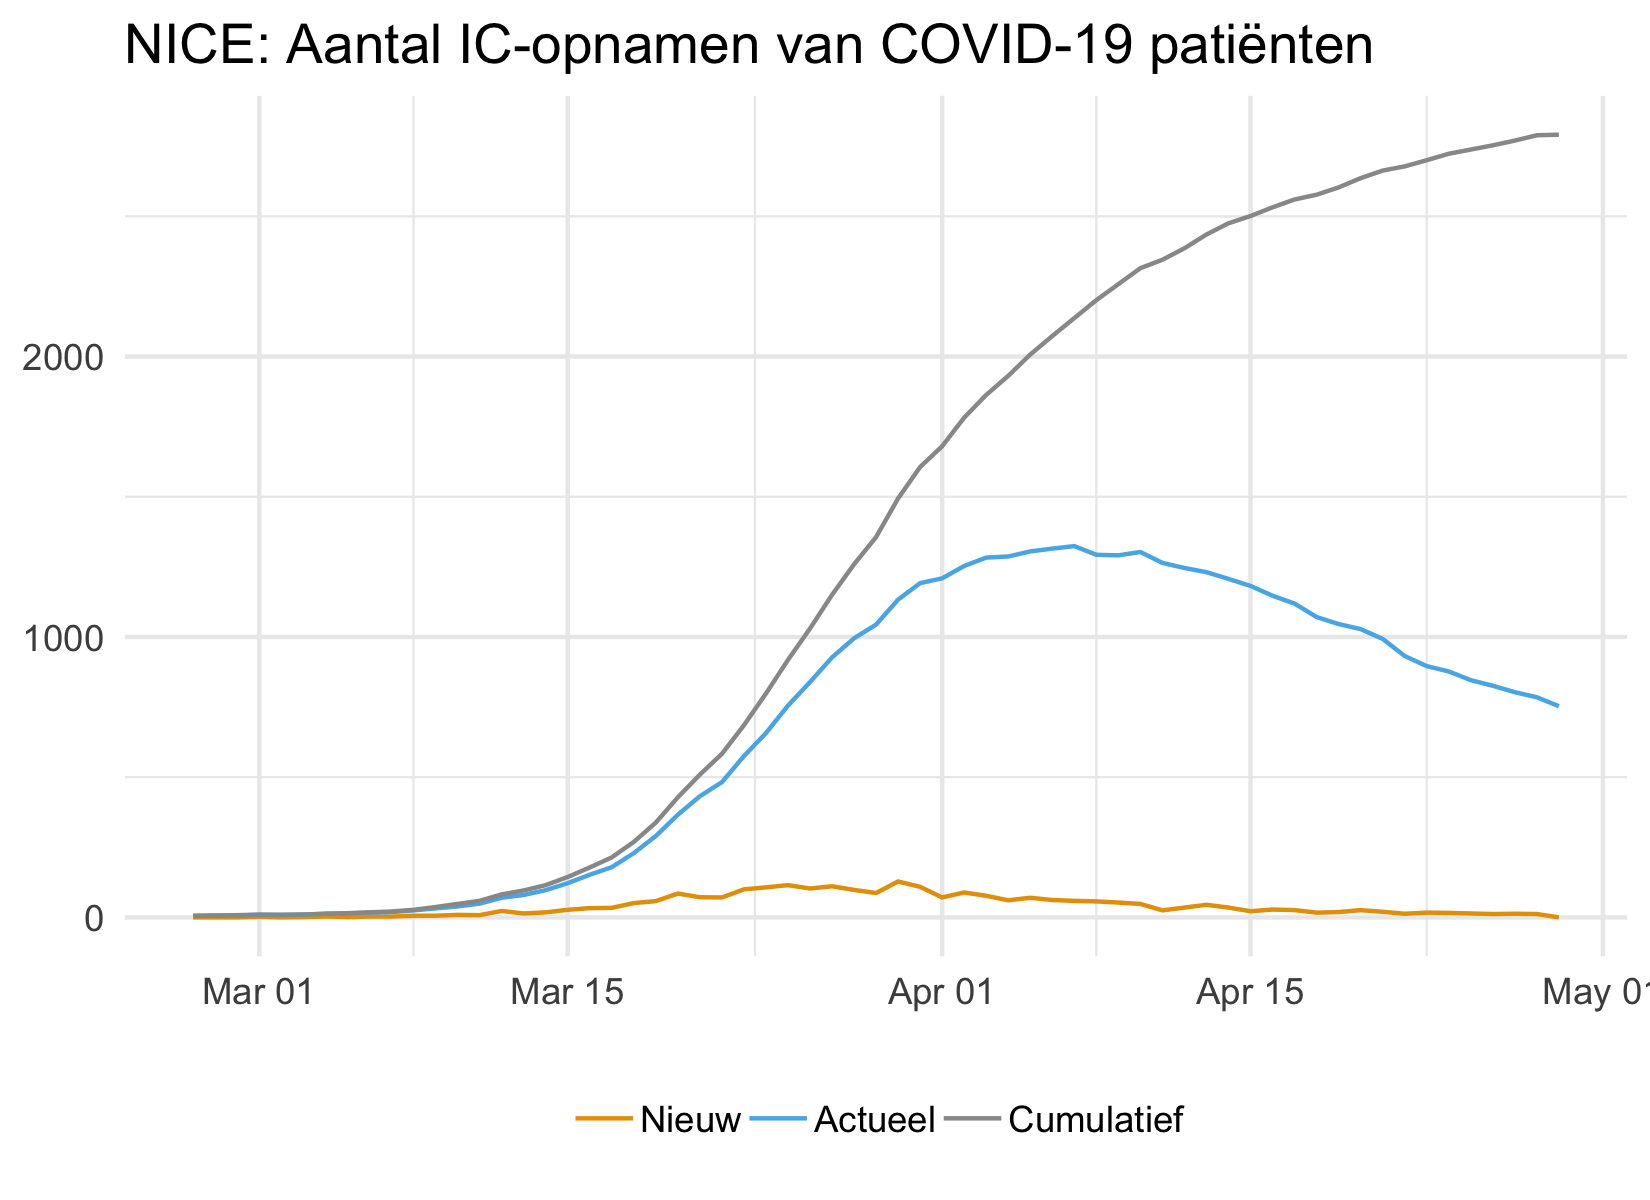 NICE: Aantal IC-opnamen van COVID-19 patiënten
2000
1000
0
Mar 01 Mar 15 Apr 01 Apr 15 May 01
Nieuw Actueel Cumulatief